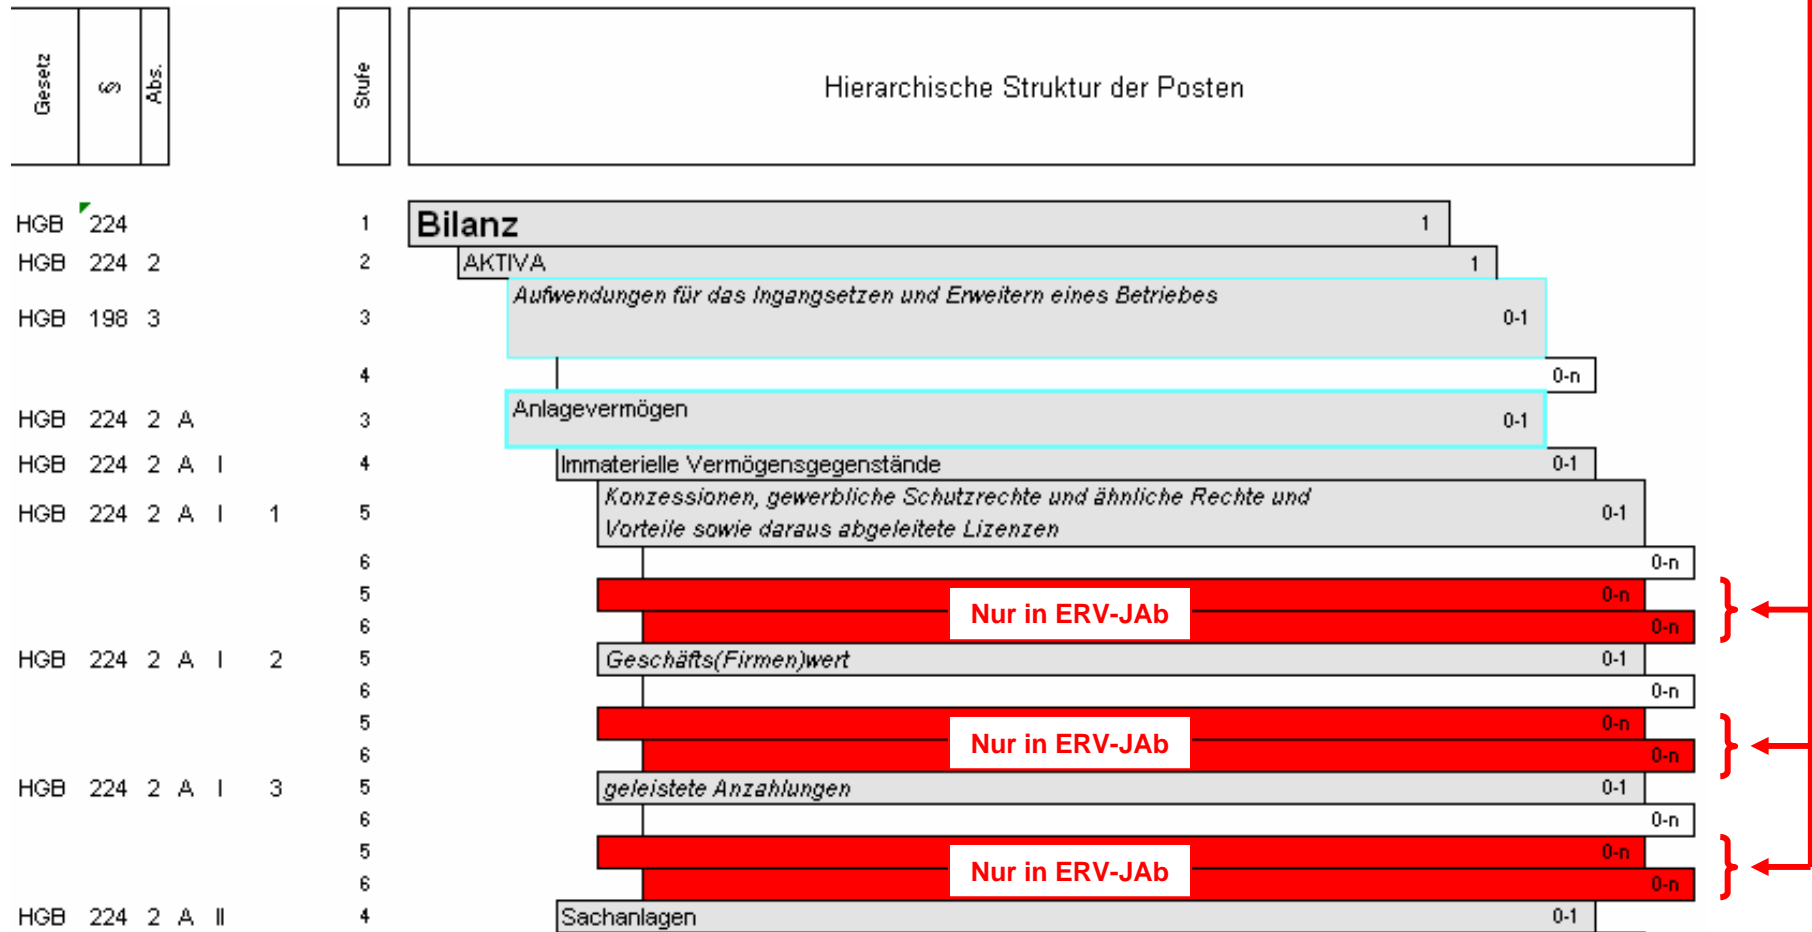 Gesetz § Abs. Stufe Hierarchische Struktur der Posten
HGB 224 1 Bilanz 1
HGB 224 2 2 AKTIVA 1
HGB 198 3 3 Aufwendungen für das Ingangsetzen und Erweitern eines Betriebes 0-1
4 0-n
HGB 224 2 A 3 Anlagevermögen 0-1
HGB 224 2 A I 4 Immaterielle Vermögensgegenstände 0-1
HGB 224 2 A I 1 5 Konzessionen, gewerbliche Schutzrechte und ähnliche Rechte und 0-1
Vorteile sowie daraus abgeleitete Lizenzen
6 0-n
5 0-n
Nur in ERV-JAb
6 0-n
HGB 224 2 A I 2 5 Geschäfts(Firmen)wert 0-1
6 0-n
5 0-n
Nur in ERV-JAb
6 0-n
HGB 224 2 A I 3 5 geleistete Anzahlungen 0-1
6 0-n
5 0-n
Nur in ERV-JAb
6 0-n
HGB 224 2 A II 4 Sachanlagen 0-1